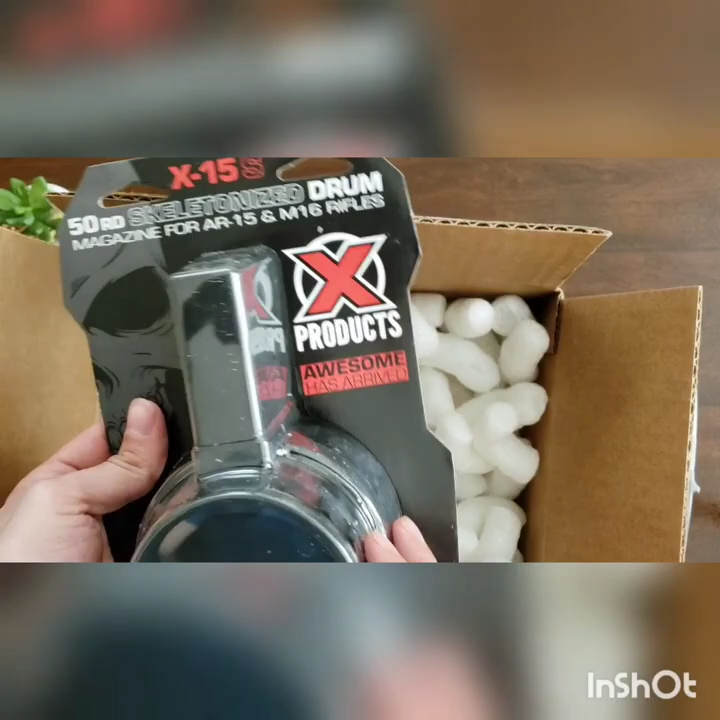 X-15 S
50 RD SKELETONIZED DRUM
MAGAZINE FOR AR-15 & M16 RIFLES
X
PRODUCTS
AWESOME
HAS ARRIVED
InShOt